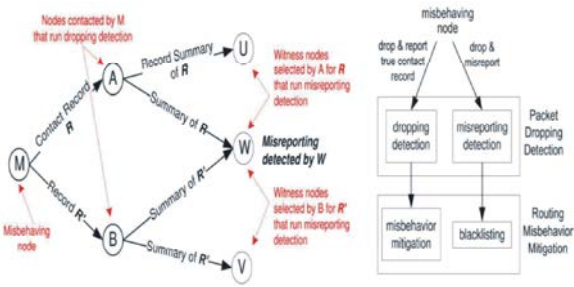 Nodes contacted by M
that run dropping detection
Record Summary
of R
U
Witness nodes
selected by A for R
that run misreporting
detection
A
Contact Record
R
Summary of R
M
W
Misreporting
detected by W
Record R'
Summary of R'
Witness nodes
selected by B for R'
that run misreporting
detection
Misbehaving
node
B
Summary of R'
V
misbehaving
node
drop & report
true contact
record
drop &
misreport
dropping
detection
misreporting
detection
Packet
Dropping
Detection
misbehavior
mitigation
blacklisting
Routing
Misbehavior
Mitigation